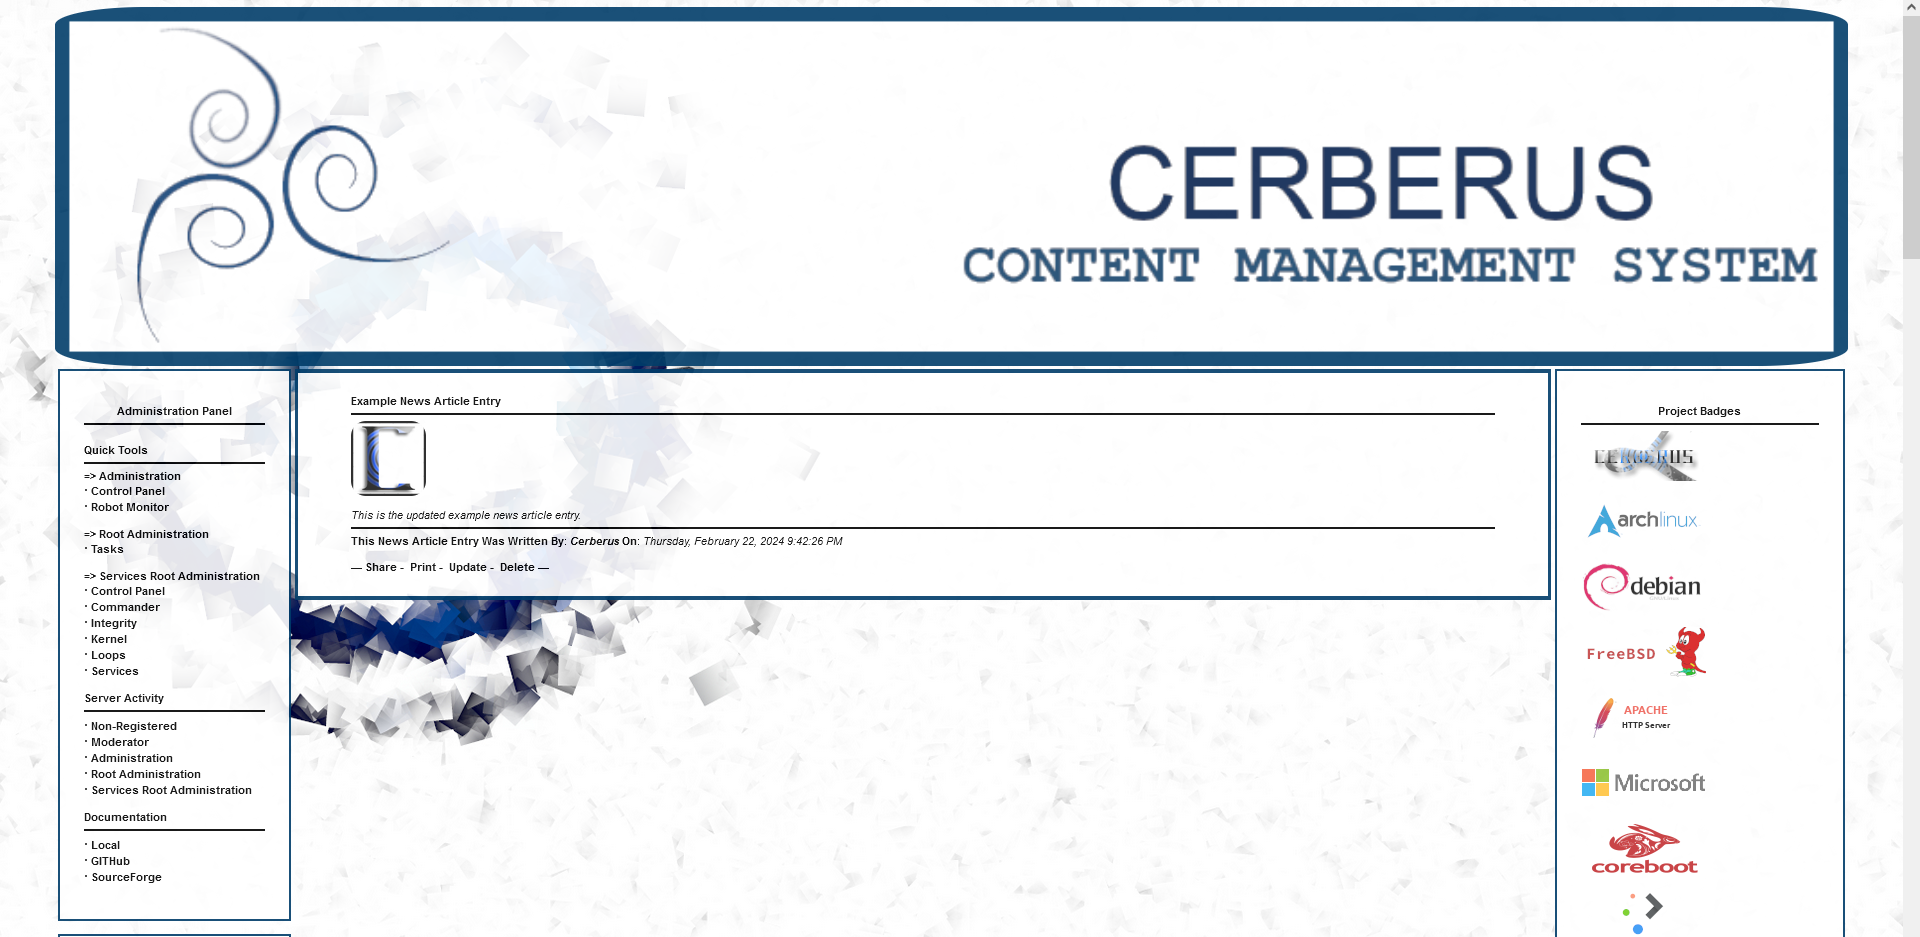 CERBERUS
CONTENT MANAGEMENT SYSTEM
Administration Panel
Quick Tools
=> Administration
· Control Panel
· Robot Monitor
=> Root Administration
· Tasks
=> Services Root Administration
· Control Panel
· Commander
· Integrity
· Kernel
· Loops
· Services
Server Activity
· Non-Registered
· Moderator
· Administration
· Root Administration
· Services Root Administration
Documentation
· Local
· GITHub
· SourceForge
Example News Article Entry
This is the updated example news article entry.
This News Article Entry Was Written By: Cerberus On: Thursday, February 22, 2024 9:42:26 PM
— Share - Print - Update - Delete —
Project Badges
CERBERUS
archlinux
debian
FreeBSD
APACHE
HTTP Server
Microsoft
coreboot